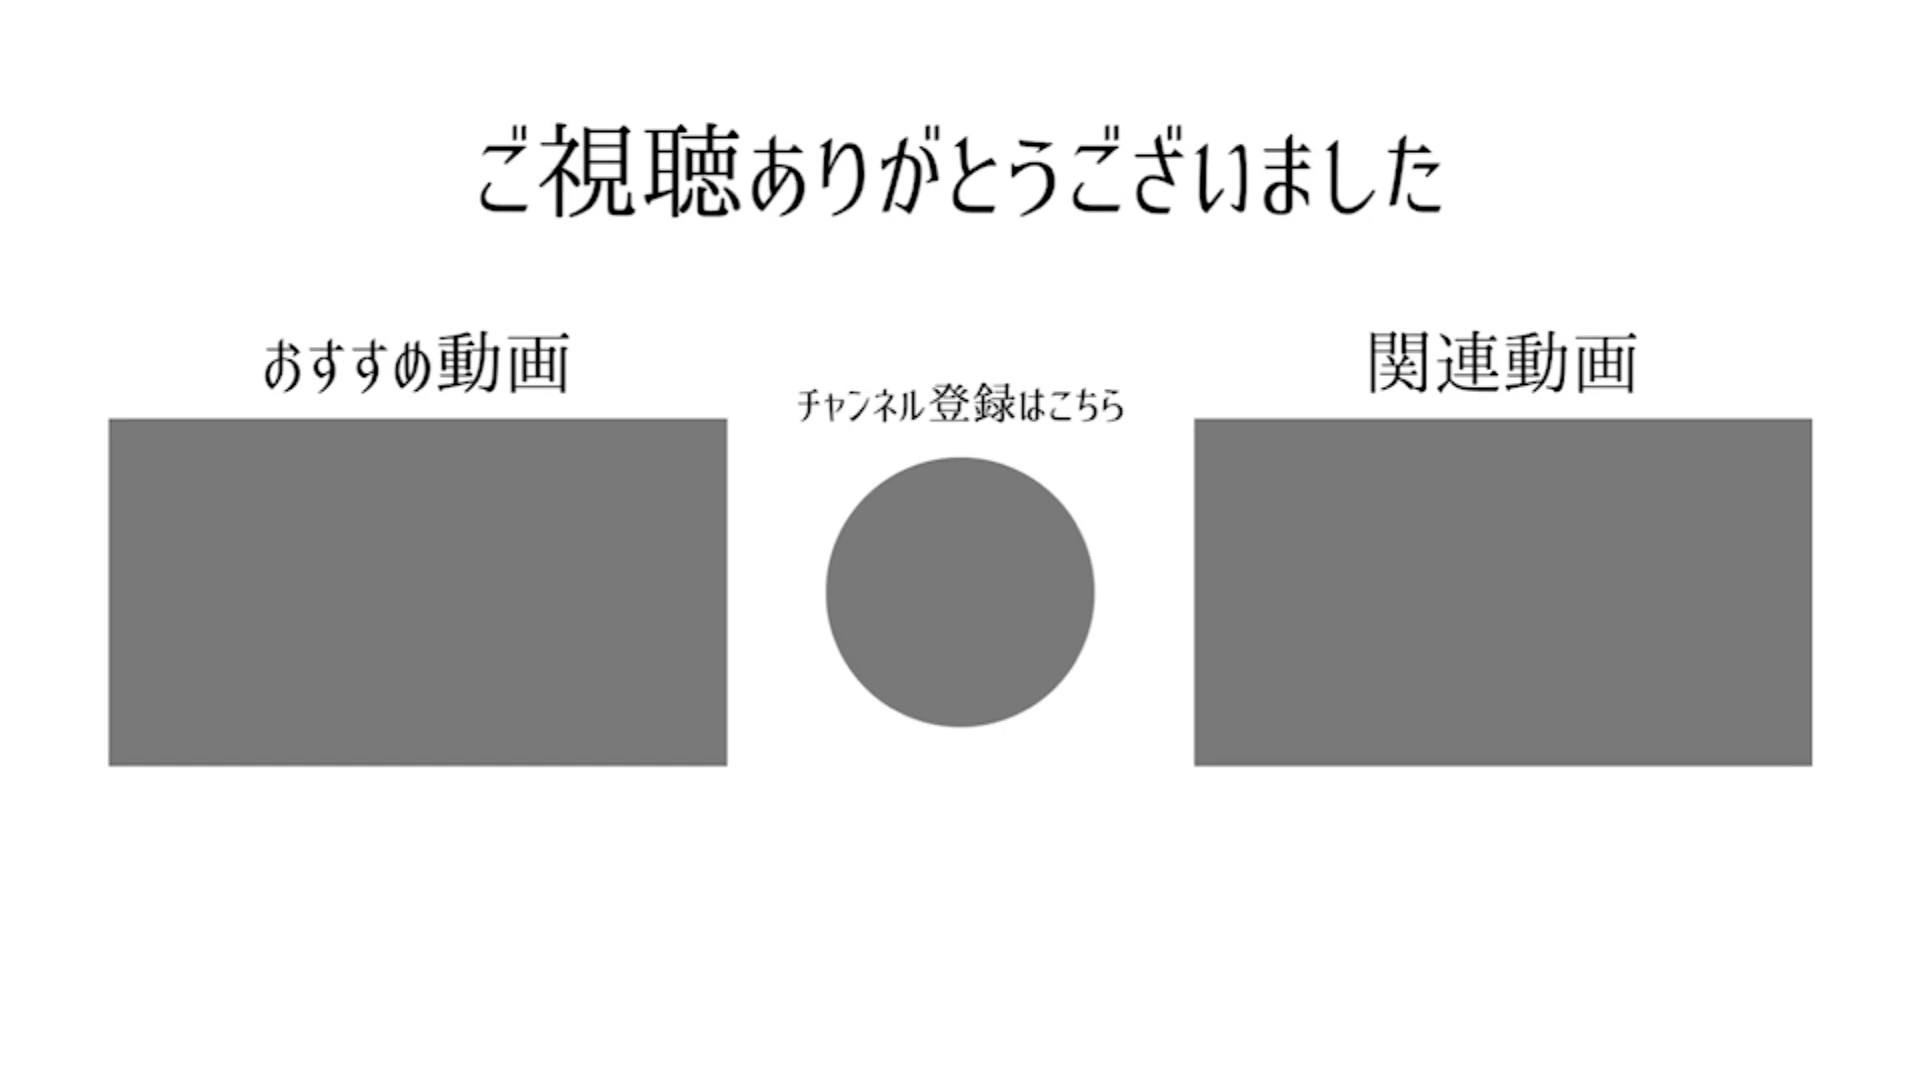 ご視聴ありがとうございました
おすすめ動画
チャンネル登録はこちら
関連動画